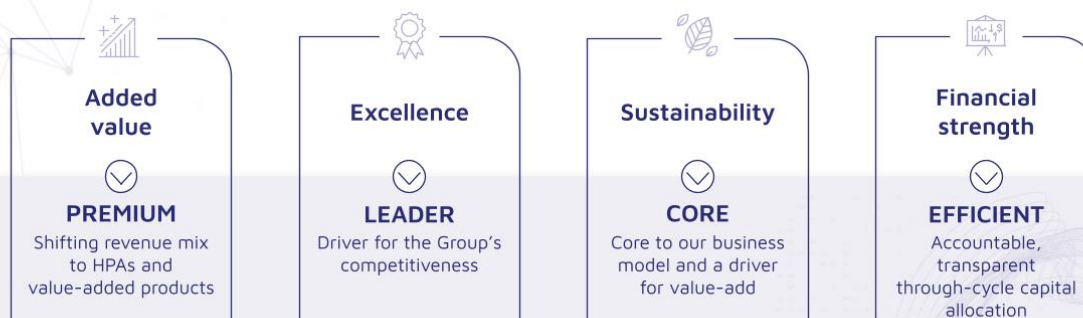 Added
value
PREMIUM
Shifting revenue mix
to HPAs and
value-added products
Excellence
LEADER
Driver for the Group's
competitiveness
Sustainability
CORE
Core to our business
model and a driver
for value-add
Financial
strength
EFFICIENT
Accountable,
transparent
through-cycle capital
allocation